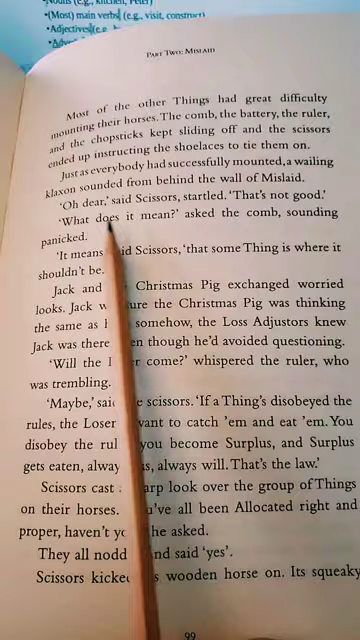 •Nouns (e.g., kitchen, Peter)
•(Most) main verbs (e.g., visit, construct)
•Adjectives (e.g.,
PART TWO: MISLAID
Most of the other Things had great difficulty
mounting their horses. The comb, the battery, the ruler,
and the chopsticks kept sliding off and the scissors
ended up instructing the shoelaces to tie them on.
Just as everybody had successfully mounted, a wailing
klaxon sounded from behind the wall of Mislaid.
‘Oh dear,’ said Scissors, startled. ‘That’s not good.’
‘What does it mean?’ asked the comb, sounding
panicked.
‘It means id Scissors, ‘that some Thing is where it
shouldn’t be.
Jack and Christmas Pig exchanged worried
looks. Jack w ure the Christmas Pig was thinking
the same as somehow, the Loss Adjustors knew
Jack was there en though he’d avoided questioning.
‘Will the er come?’ whispered the ruler, who
was trembling.
‘Maybe,’ sai e scissors. ‘If a Thing’s disobeyed the
rules, the Loser want to catch ’em and eat ’em. You
disobey the rul you become Surplus, and Surplus
gets eaten, alway as, always will. That’s the law.’
Scissors cast arp look over the group of Things
on their horses. u’ve all been Allocated right and
proper, haven’t yo he asked.
They all nodd nd said ‘yes’.
Scissors kicked s wooden horse on. Its squeaky
99